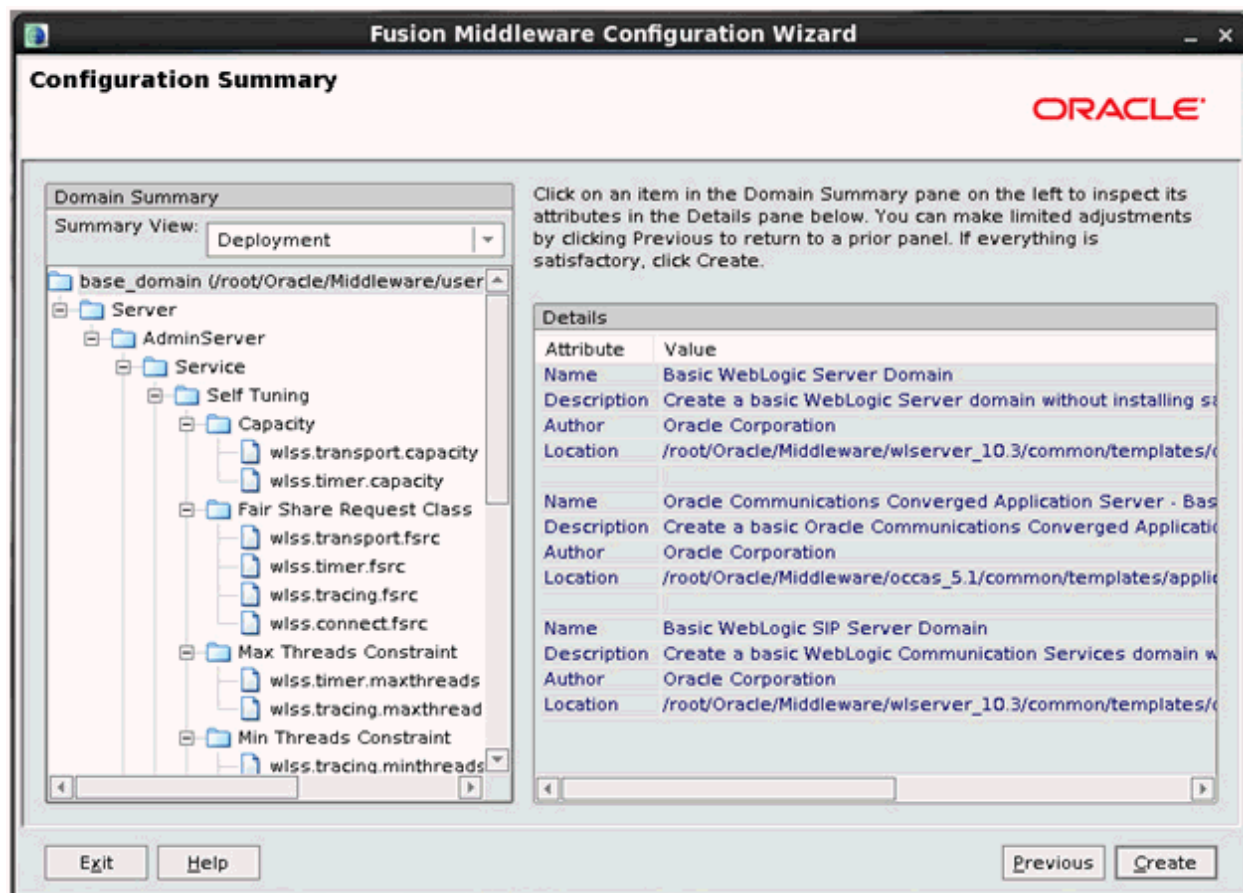 Fusion Middleware Configuration Wizard
Configuration Summary
ORACLE
Domain Summary
Summary View:
Deployment
base_domain (/root/Oracle/Middleware/user
Server
AdminServer
Service
Self Tuning
Capacity
wlss.transport.capacity
wlss.timer.capacity
Fair Share Request Class
wlss.transport.fsrc
wlss.timer.fsrc
wlss.tracing.fsrc
wlss.connect.fsrc
Max Threads Constraint
wlss.timer.maxthreads
wlss.tracing.maxthread
Min Threads Constraint
wlss.tracing.minthreads
Click on an item in the Domain Summary pane on the left to inspect its
attributes in the Details pane below. You can make limited adjustments
by clicking Previous to return to a prior panel. If everything is
satisfactory, click Create.
Details
Attribute Value
Name Basic WebLogic Server Domain
Description Create a basic WebLogic Server domain without installing sa
Author Oracle Corporation
Location /root/Oracle/Middleware/wlserver_10.3/common/templates/
Name Oracle Communications Converged Application Server - Bas
Description Create a basic Oracle Communications Converged Applicati
Author Oracle Corporation
Location /root/Oracle/Middleware/occas_5.1/common/templates/appli
Name Basic WebLogic SIP Server Domain
Description Create a basic WebLogic Communication Services domain w
Author Oracle Corporation
Location /root/Oracle/Middleware/wlserver_10.3/common/templates/
Exit Help Previous Create